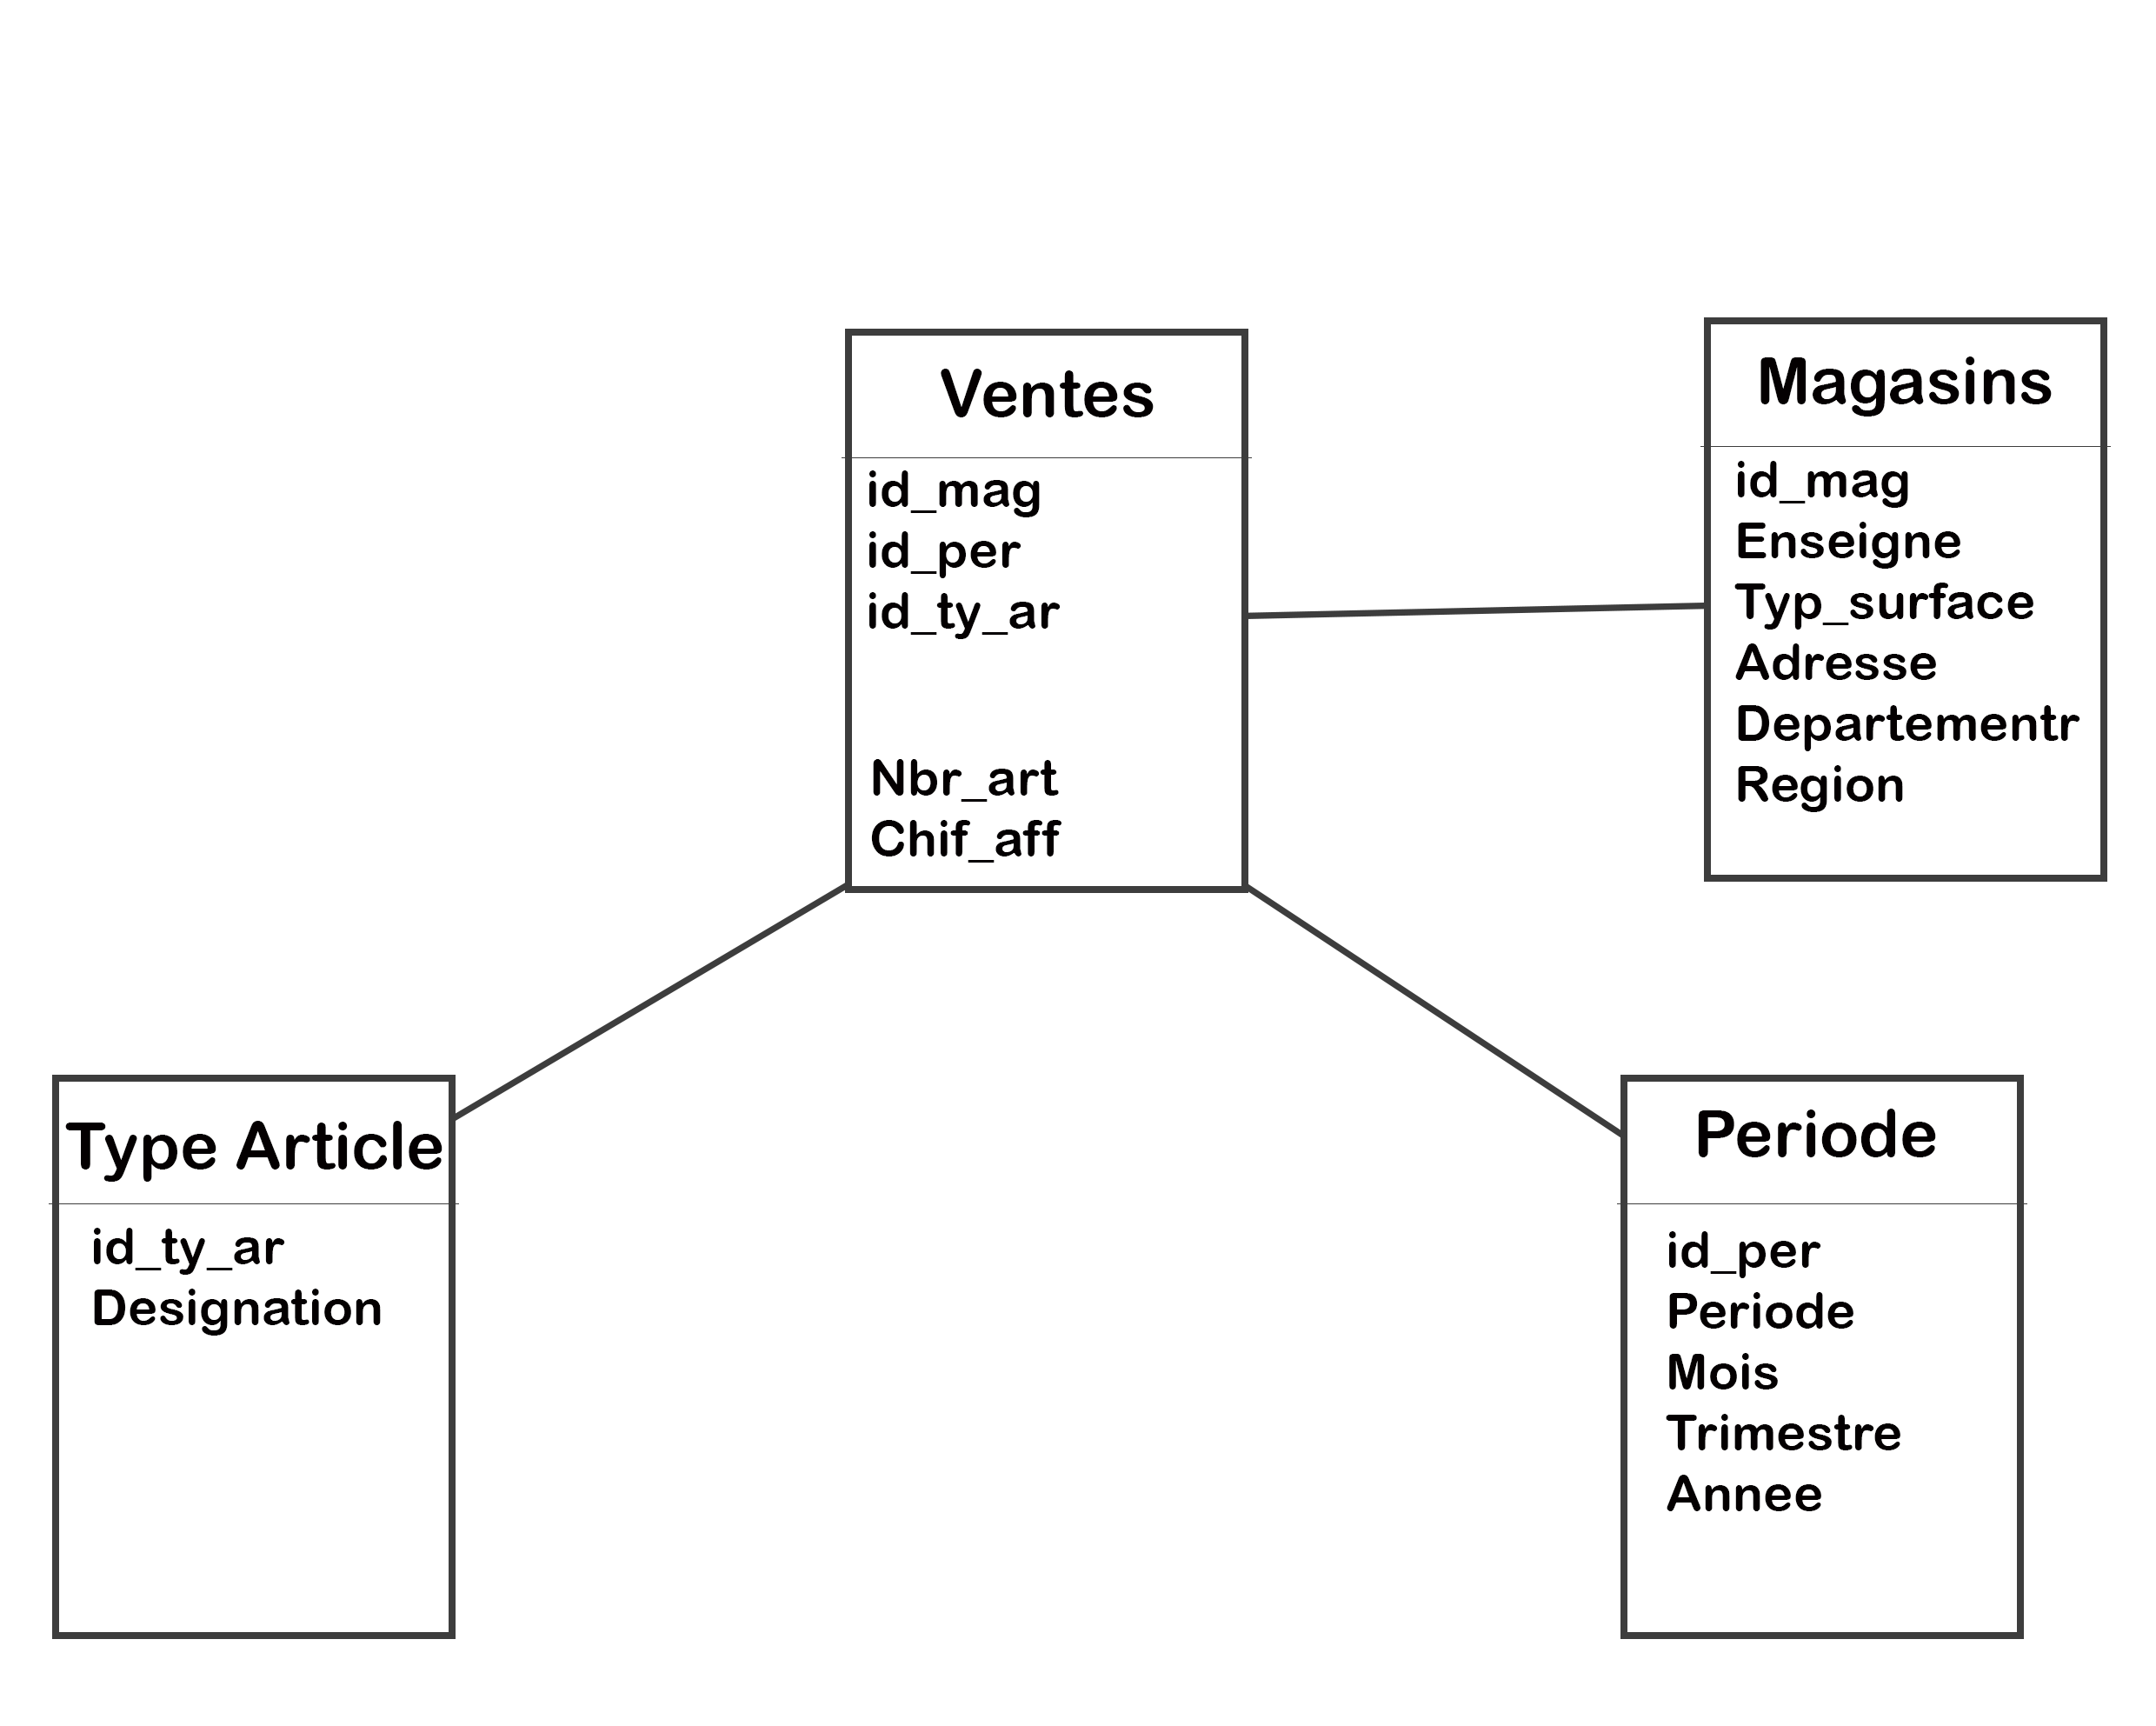 Ventes
id_mag
id_per
id_ty_ar
Nbr_art
Chif_aff
Magasins
id_mag
Enseigne
Typ_surface
Adresse
Departementr
Region
Type Article
id_ty_ar
Designation
Periode
id_per
Periode
Mois
Trimestre
Annee